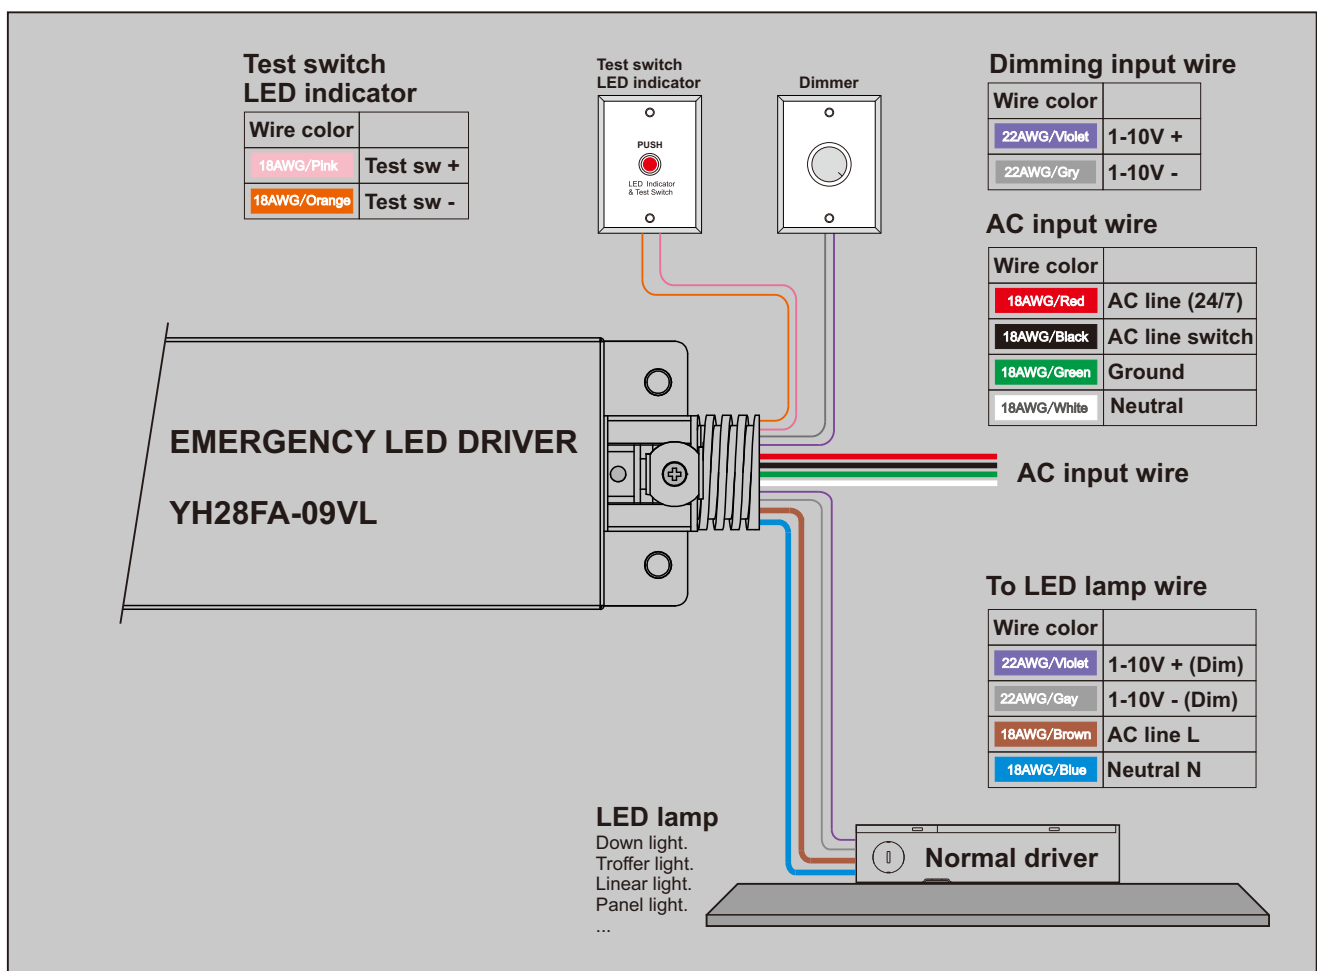 Test switch
LED indicator
Wire color
18AWG/Pink Test sw +
18AWG/Orange Test sw -
Test switch
LED indicator
PUSH
LED Indicator
& Test Switch
Dimmer
Dimming input wire
Wire color
22AWG/Violet 1-10V +
22AWG/Gry 1-10V -
AC input wire
Wire color
18AWG/Red AC line (24/7)
18AWG/Black AC line switch
18AWG/Green Ground
18AWG/White Neutral
EMERGENCY LED DRIVER
YH28FA-09VL
AC input wire
To LED lamp wire
Wire color
22AWG/Violet 1-10V + (Dim)
22AWG/Gay 1-10V - (Dim)
18AWG/Brown AC line L
18AWG/Blue Neutral N
LED lamp
Down light.
Troffer light.
Linear light.
Panel light.
...
Normal driver